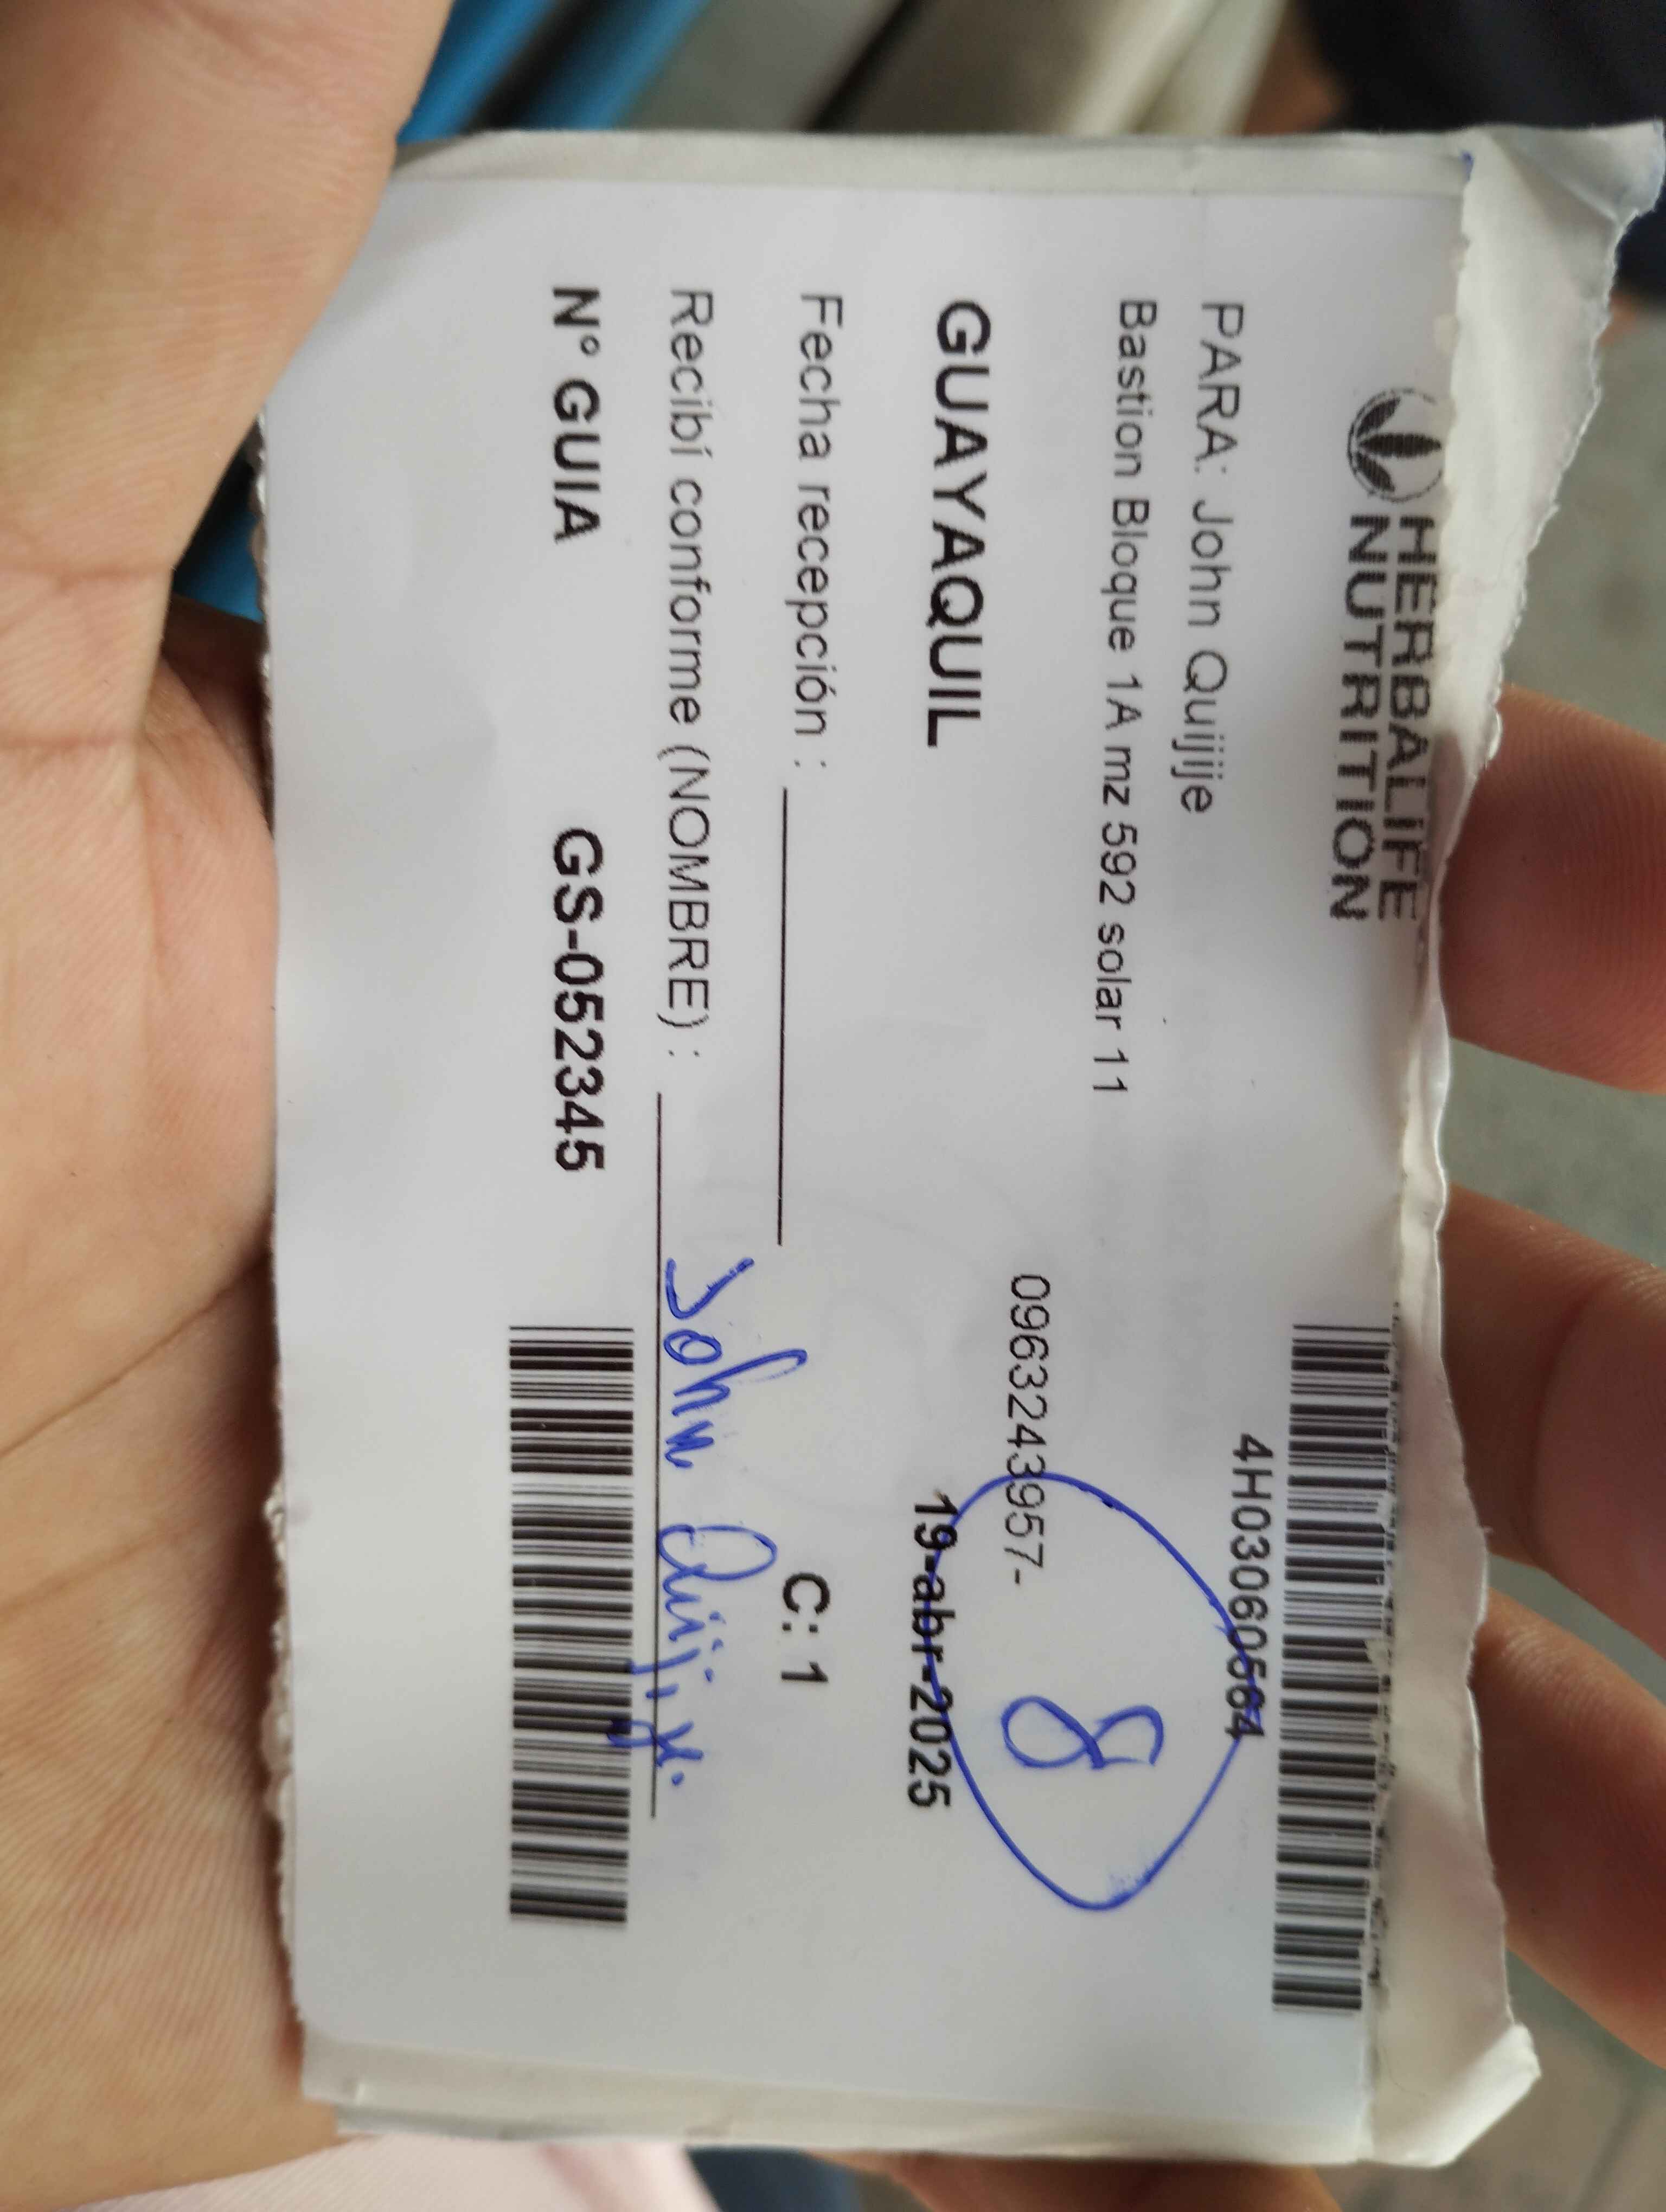 HERBALIFE
NUTRITION
4H03060564
PARA: John Quijije
Bastion Bloque 1A mz 592 solar 11
0963243957-
8
GUAYAQUIL
19-abr-2025
Fecha recepción :
C: 1
Recibí conforme (NOMBRE) : John Quijije.
N° GUIA GS-052345